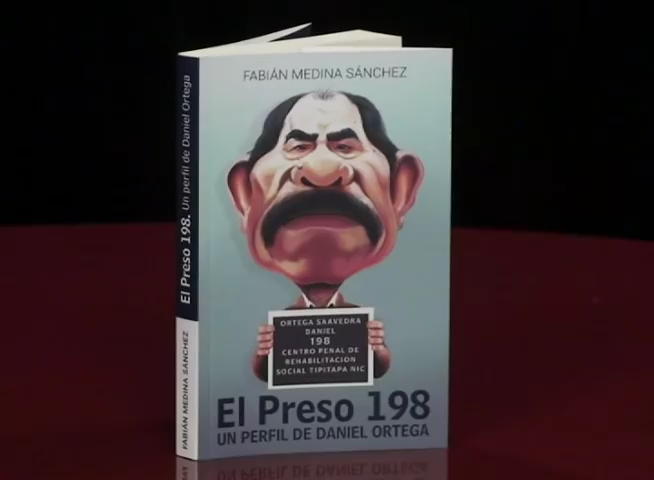 FABIÁN MEDINA SÁNCHEZ
ORTEGA SAAVEDRA
DANIEL
198
CENTRO PENAL DE
REHABILITACION
SOCIAL TIPITAPA NIC
El Preso 198
UN PERFIL DE DANIEL ORTEGA
El Preso 198. Un perfil de Daniel Ortega
FABIÁN MEDINA SÁNCHEZ